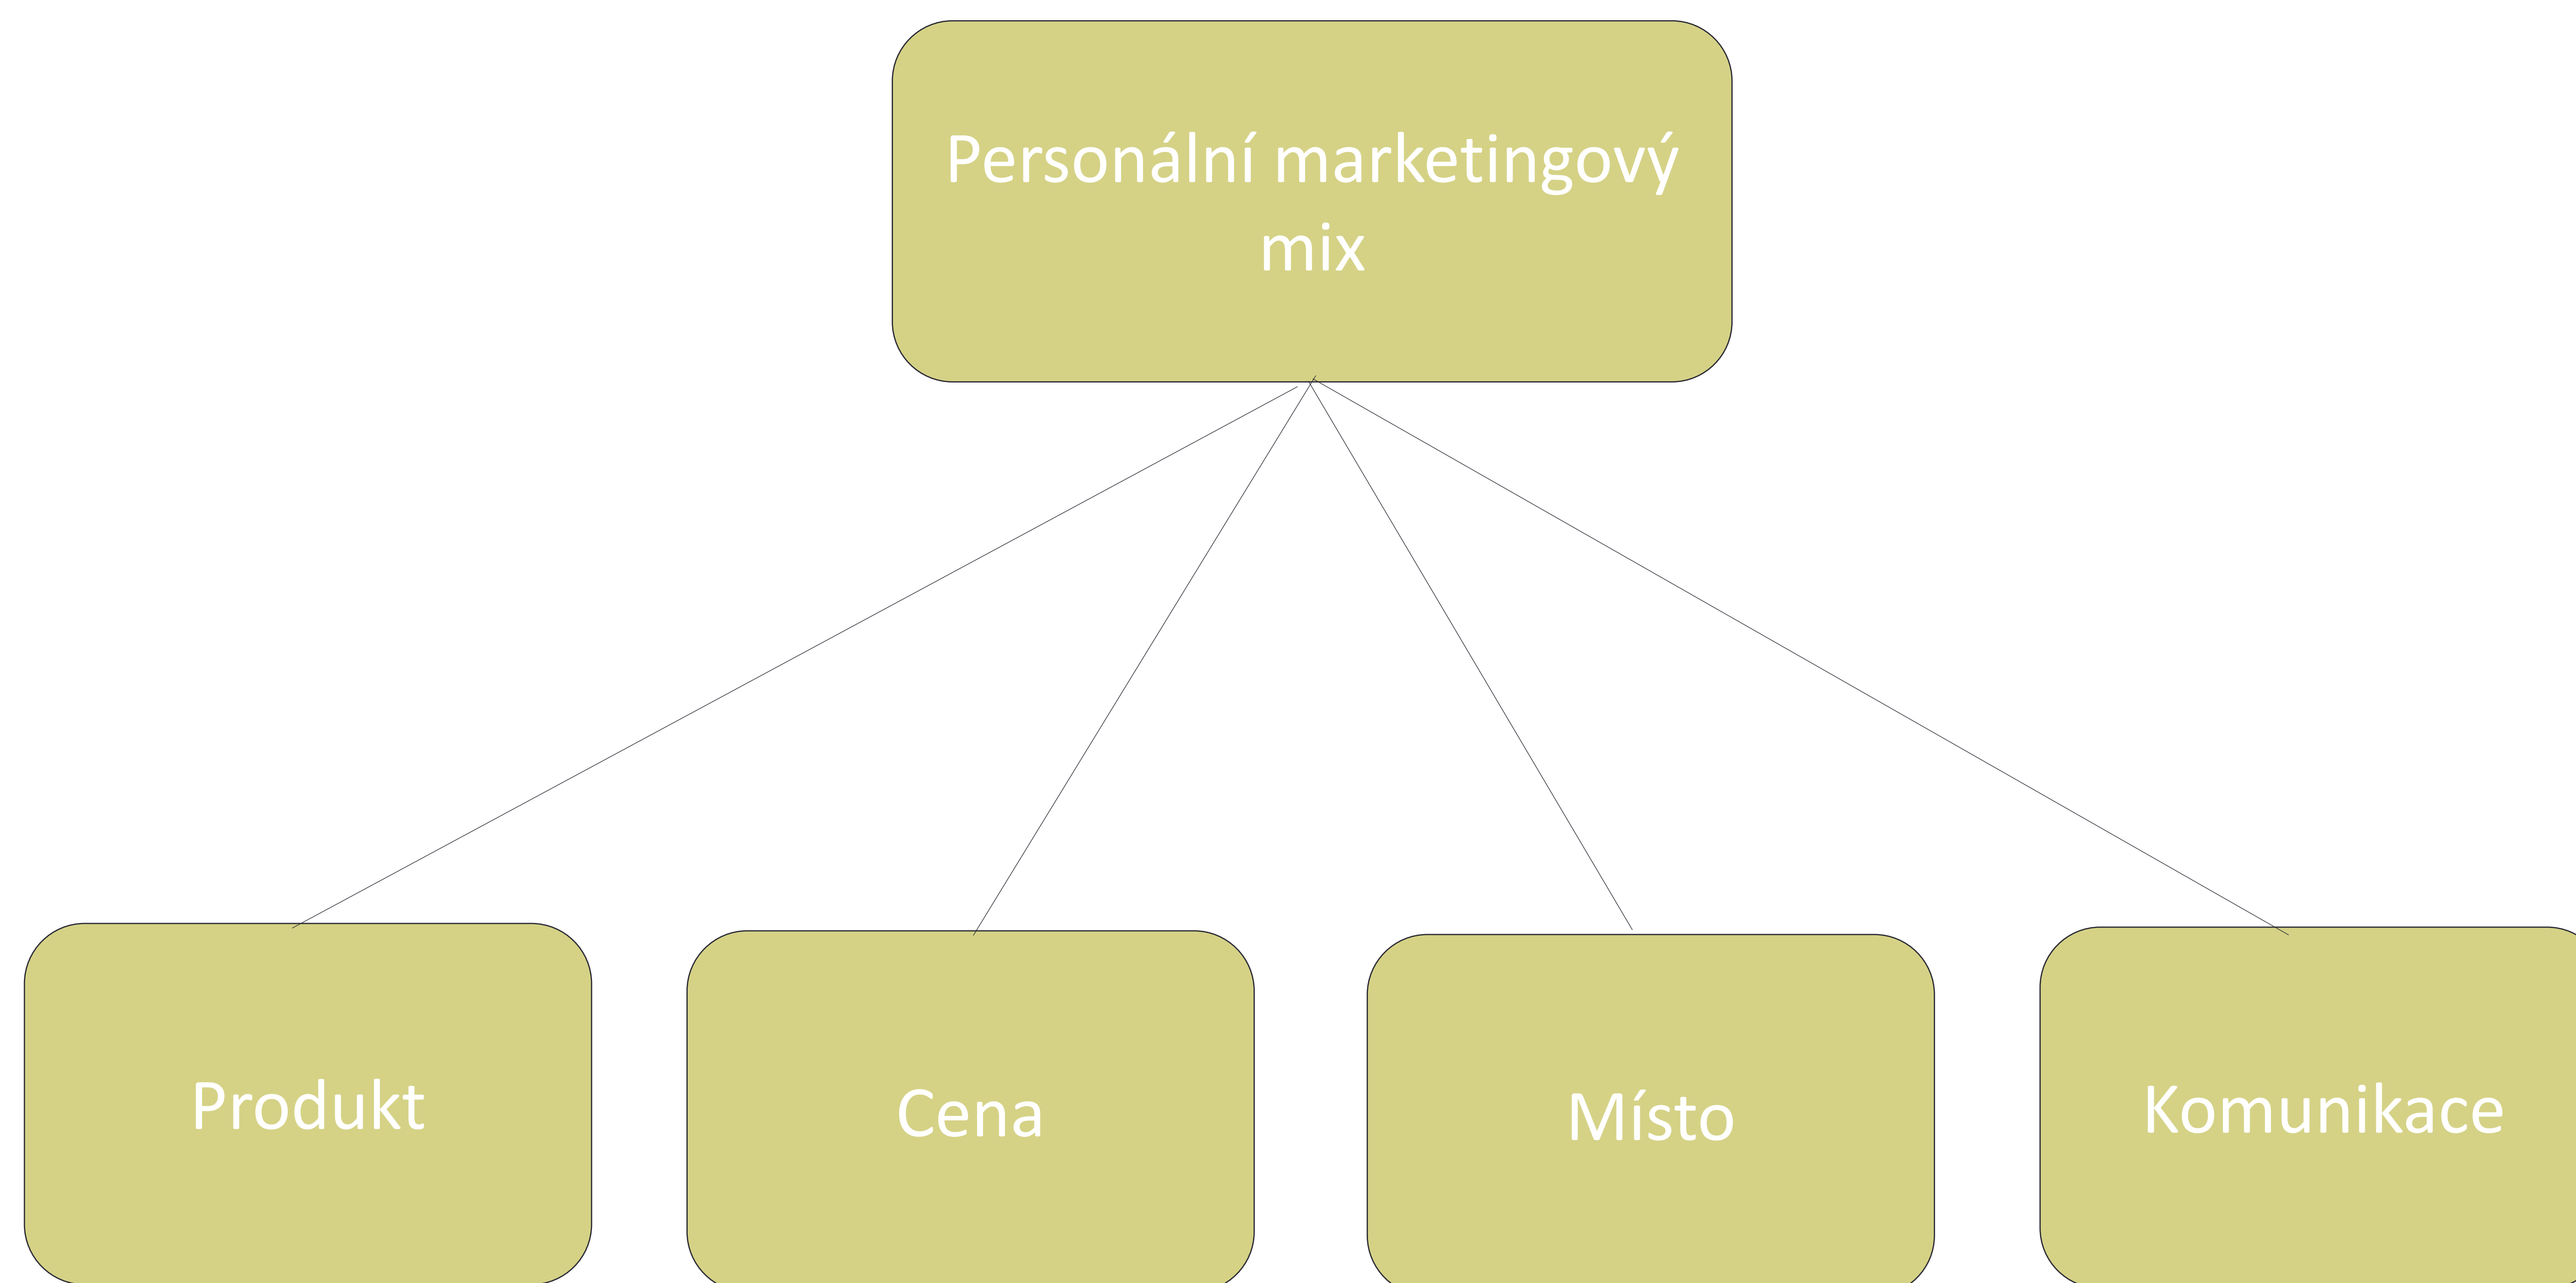 Personální marketingový
mix
Produkt
Cena
Místo
Komunikace